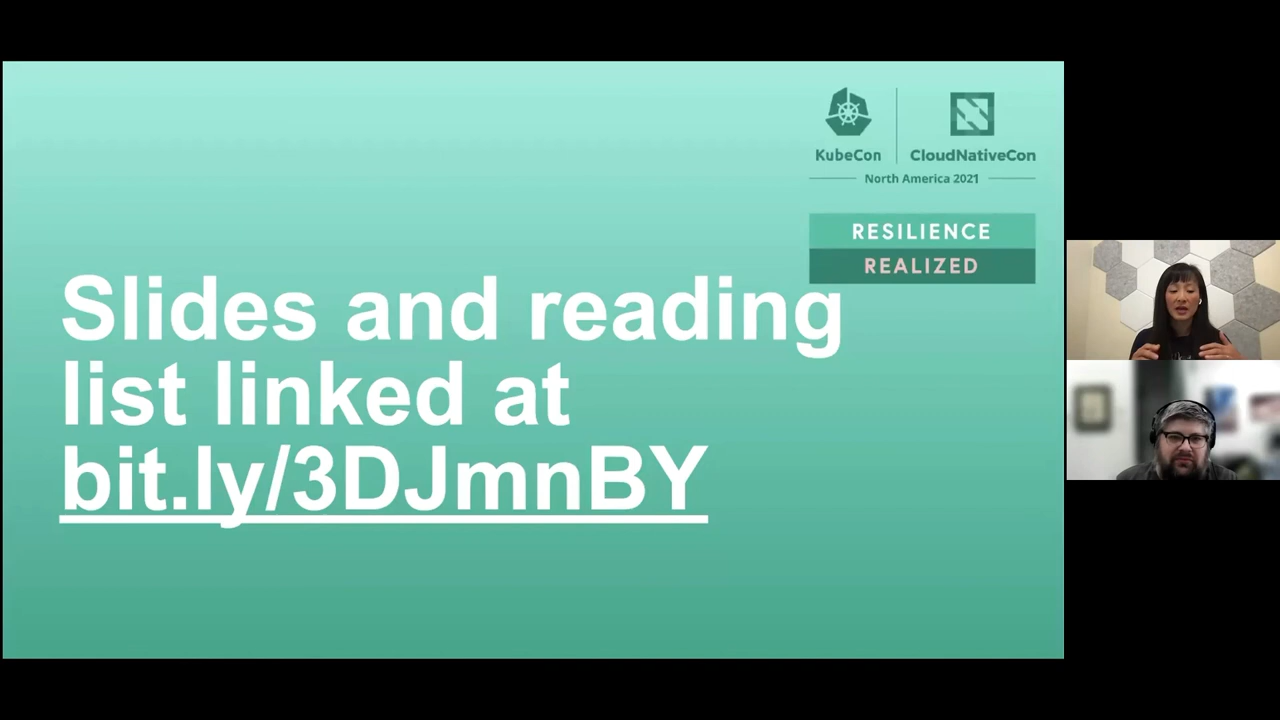 KubeCon
CloudNativeCon
North America 2021
RESILIENCE
REALIZED
Slides and reading
list linked at
bit.ly/3DJmnBY